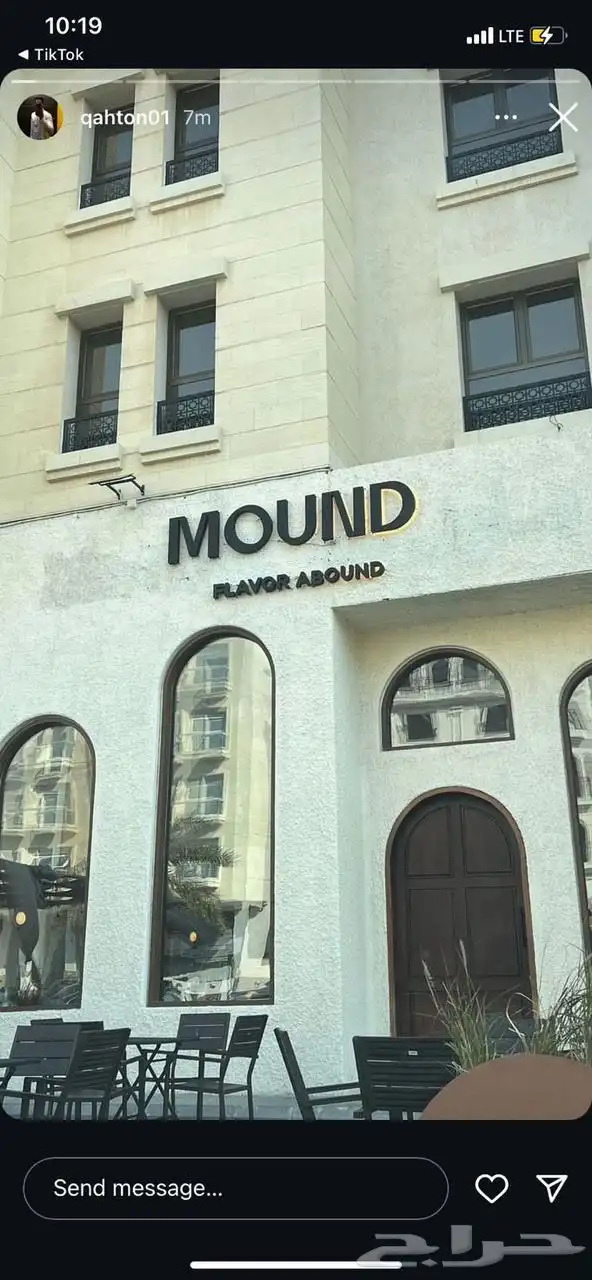 10:19
LTE
TikTok
qahton01 7m
MOUND
FLAVOR ABOUND
Send message...
حراج